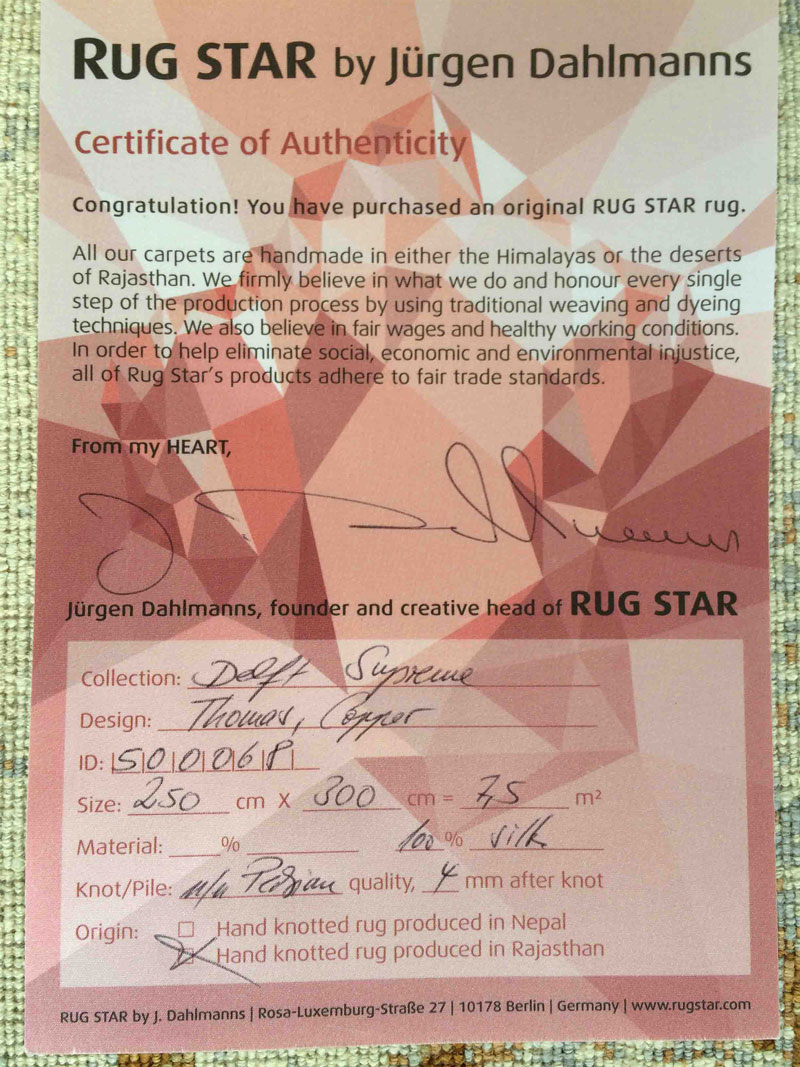 RUG STAR by Jürgen Dahlmanns
Certificate of Authenticity
Congratulation! You have purchased an original RUG STAR rug.
All our carpets are handmade in either the Himalayas or the deserts
of Rajasthan. We firmly believe in what we do and honour every single
step of the production process by using traditional weaving and dyeing
techniques. We also believe in fair wages and healthy working conditions.
In order to help eliminate social, economic and environmental injustice,
all of Rug Star's products adhere to fair trade standards.
From my HEART,
Jürgen Dahlmanns, founder and creative head of RUG STAR
Collection: Delft Supreme
Design: Thomas, Copper
ID: 500068
Size: 250 cm X 300 cm = 7,5 m²
Material: % 100 % silk
Knot/Pile: Persian quality, 4 mm after knot
Origin: Hand knotted rug produced in Nepal
Hand knotted rug produced in Rajasthan
RUG STAR by J. Dahlmanns | Rosa-Luxemburg-Straße 27 | 10178 Berlin | Germany | www.rugstar.com